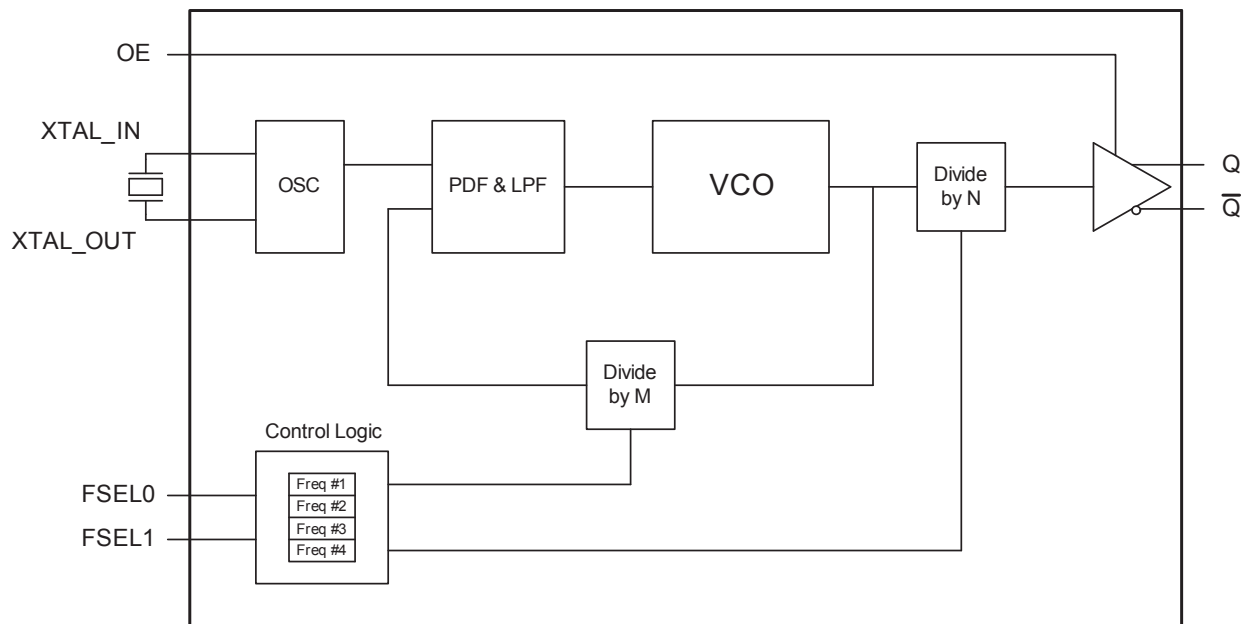 OE
XTAL_IN
XTAL_OUT
OSC
PDF & LPF
VCO
Divide
by N
Q
Q̅
Divide
by M
Control Logic
FSEL0
FSEL1
Freq #1
Freq #2
Freq #3
Freq #4